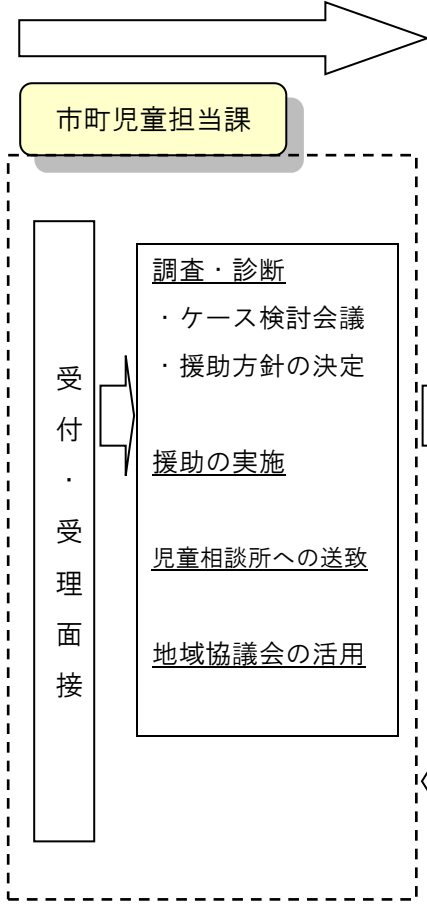 市町児童担当課
受付・受理面接
調査・診断
・ケース検討会議
・援助方針の決定
援助の実施
児童相談所への送致
地域協議会の活用